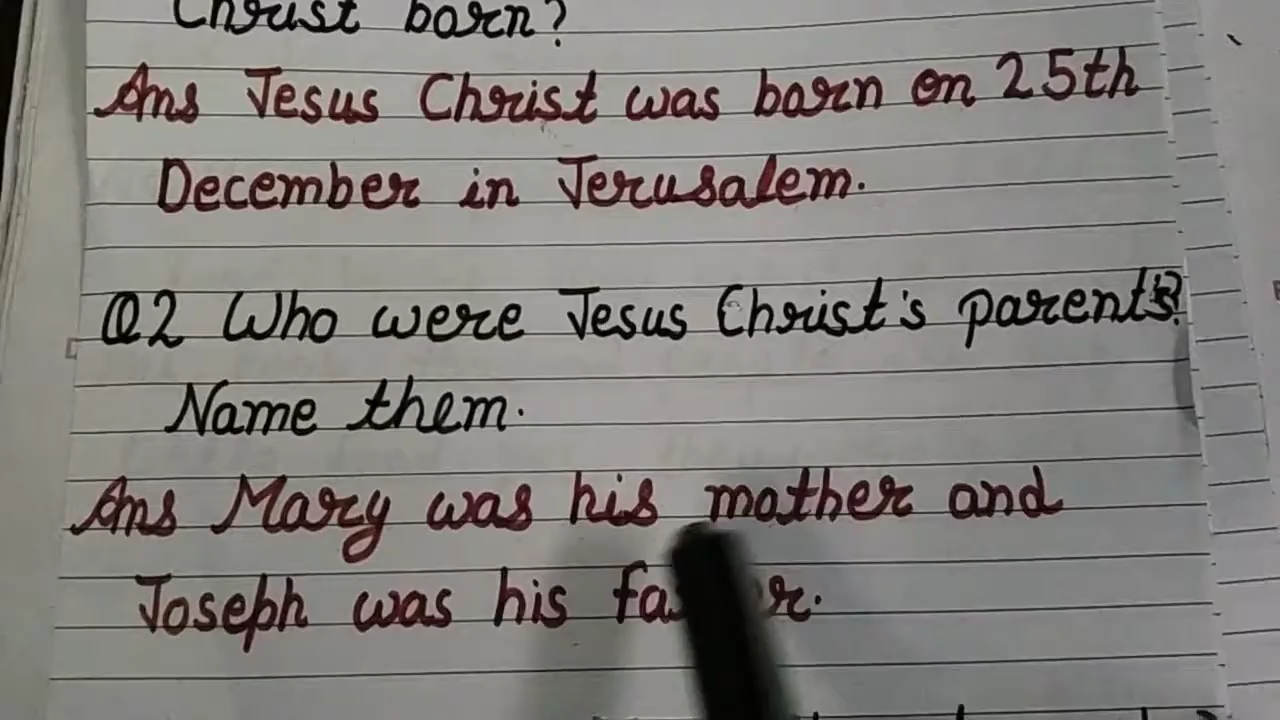 Christ born?
Ans Jesus Christ was born on 25th
December in Jerusalem.
Q2 Who were Jesus Christ's parents?
Name them.
Ans Mary was his mother and
Joseph was his